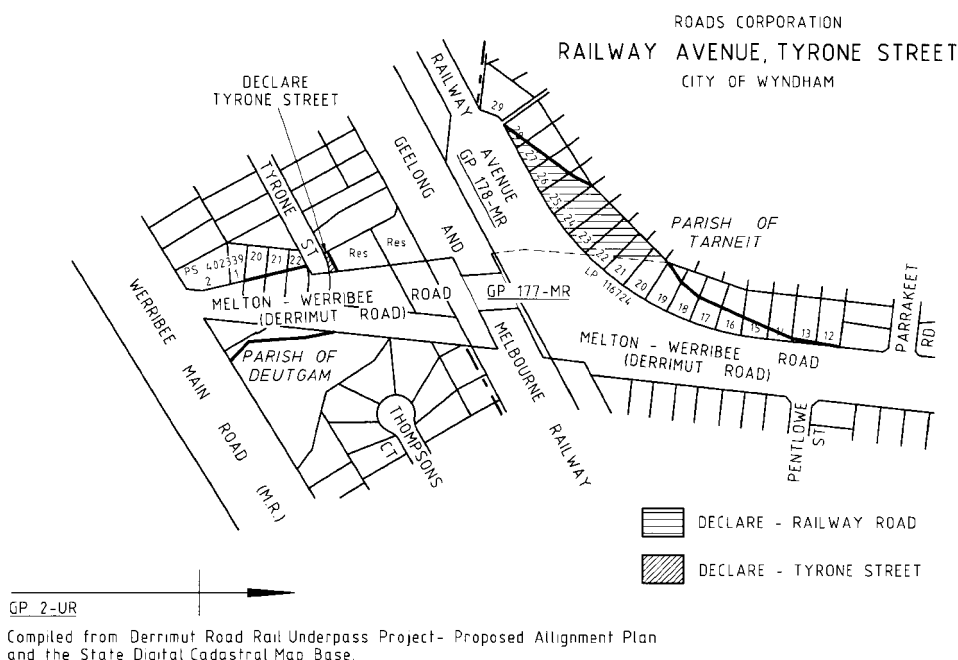 ROADS CORPORATION
RAILWAY AVENUE, TYRONE STREET
CITY OF WYNDHAM
DECLARE
TYRONE STREET
RAILWAY
AVENUE
GP 178-MR
GEELONG
AND
MELBOURNE
RAILWAY
TYRONE
ST
29
28
27
26
25
24
23
22
21
20
19
18
17
16
15
14
13
12
LP 116724
PARISH OF
TARNEIT
PS 402339
2
1
20
21
22
Res
Res
MELTON - WERRIBEE ROAD
(DERRIMUT ROAD)
GP 177-MR
MELTON - WERRIBEE ROAD
(DERRIMUT ROAD)
PARRAKEET
RD
PENTLOWE
ST
WERRIBEE
MAIN
ROAD
(M.R.)
PARISH OF
DEUTGAM
THOMPSONS
CT
DECLARE - RAILWAY ROAD
DECLARE - TYRONE STREET
GP 2-UR
Compiled from Derrimut Road Rail Underpass Project- Proposed Allignment Plan
and the State Digital Cadastral Map Base.